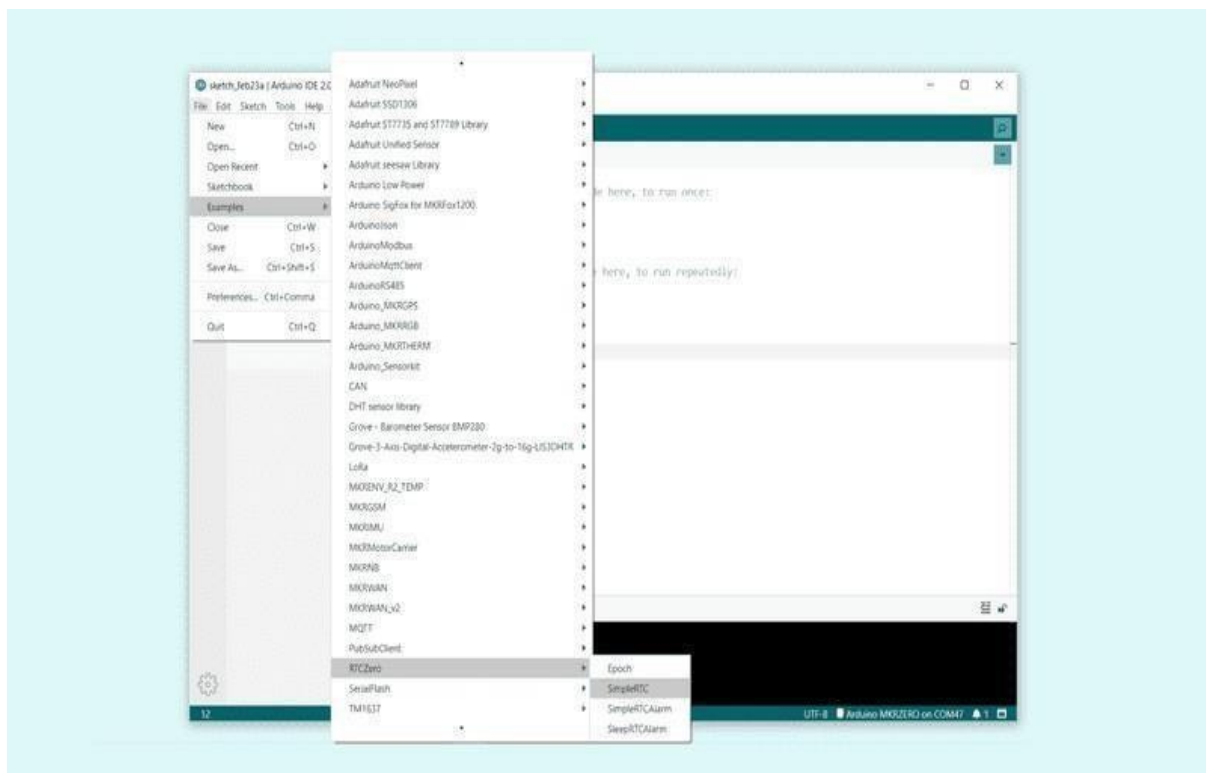 sketch_feb23a | Arduino IDE 2.0
File Edit Sketch Tools Help
New Ctrl+N
Open... Ctrl+O
Open Recent
Sketchbook
Examples
Close Ctrl+W
Save Ctrl+S
Save As... Ctrl+Shift+S
Preferences... Ctrl+Comma
Quit Ctrl+Q
Adafruit NeoPixel
Adafruit SSD1306
Adafruit ST7735 and ST7789 Library
Adafruit Unified Sensor
Adafruit seesaw Library
Arduino Low Power
Arduino SigFox for MKRFox1200
ArduinoJson
ArduinoModbus
ArduinoMqttClient
ArduinoRS485
Arduino_MKRGPS
Arduino_MKRRGB
Arduino_MKRTHERM
Arduino_Sensorkit
CAN
DHT sensor library
Grove - Barometer Sensor BMP280
Grove-3-Axis-Digital-Accelerometer-2g-to-16g-LIS3DHTR
LoRa
MKRENV_R2_TEMP
MKRGSM
MKRIMU
MKRMotorCarrier
MKRNB
MKRWAN
MKRWAN_v2
MQTT
PubSubClient
RTCZero
SerialFlash
TM1637
Epoch
SimpleRTC
SimpleRTCAlarm
SleepRTCAlarm
here, to run once:
here, to run repeatedly:
12
UTF-8 Arduino MKRZERO on COM47 1